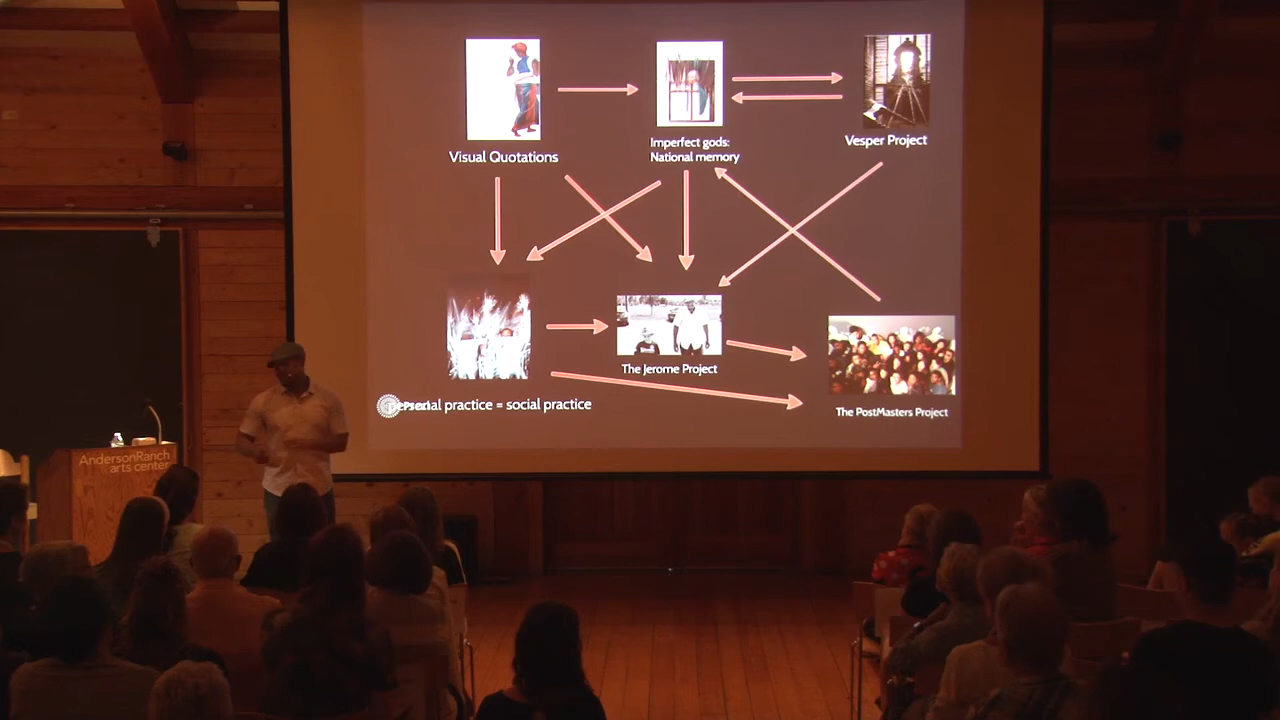 Visual Quotations
Imperfect gods:
National memory
Vesper Project
The Jerome Project
personal practice = social practice
The PostMasters Project
AndersonRanch
arts center